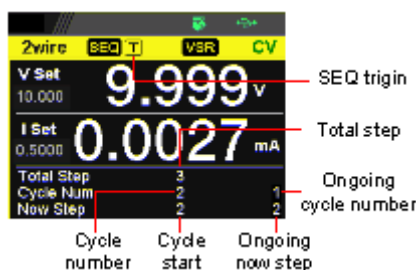 2wire SEQ T VSR CV
V Set
10.000 9.999 V
I Set
0.5000 0.0027 mA
Total Step 3
Cycle Num 2 1
Now Step 2 2
SEQ trigin
Total step
Ongoing
cycle number
Cycle
number
Cycle
start
Ongoing
now step